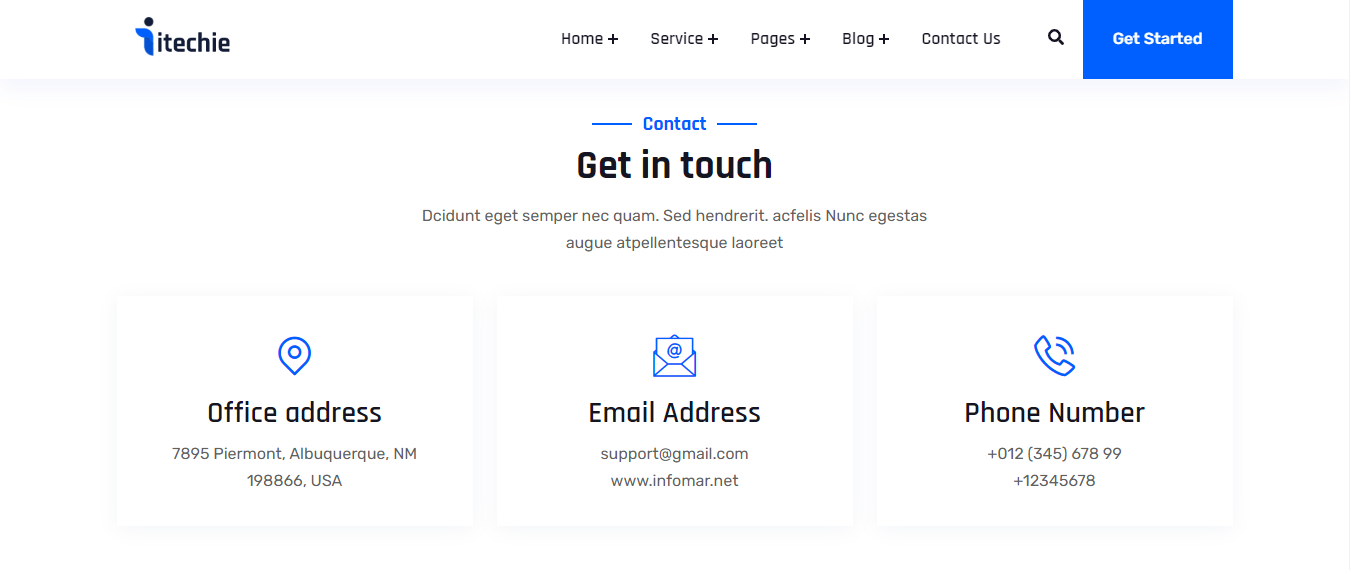 itechie
Home + Service + Pages + Blog + Contact Us Get Started
Contact
Get in touch
Dcidunt eget semper nec quam. Sed hendrerit. acfelis Nunc egestas
augue atpellentesque laoreet
@
Office address
7895 Piermont, Albuquerque, NM
198866, USA
Email Address
support@gmail.com
www.infomar.net
Phone Number
+012 (345) 678 99
+12345678